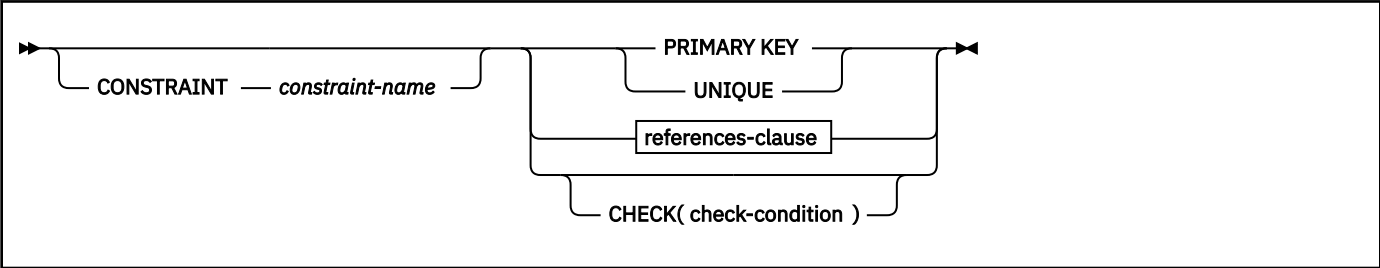 PRIMARY KEY
CONSTRAINT constraint-name
UNIQUE
references-clause
CHECK( check-condition )